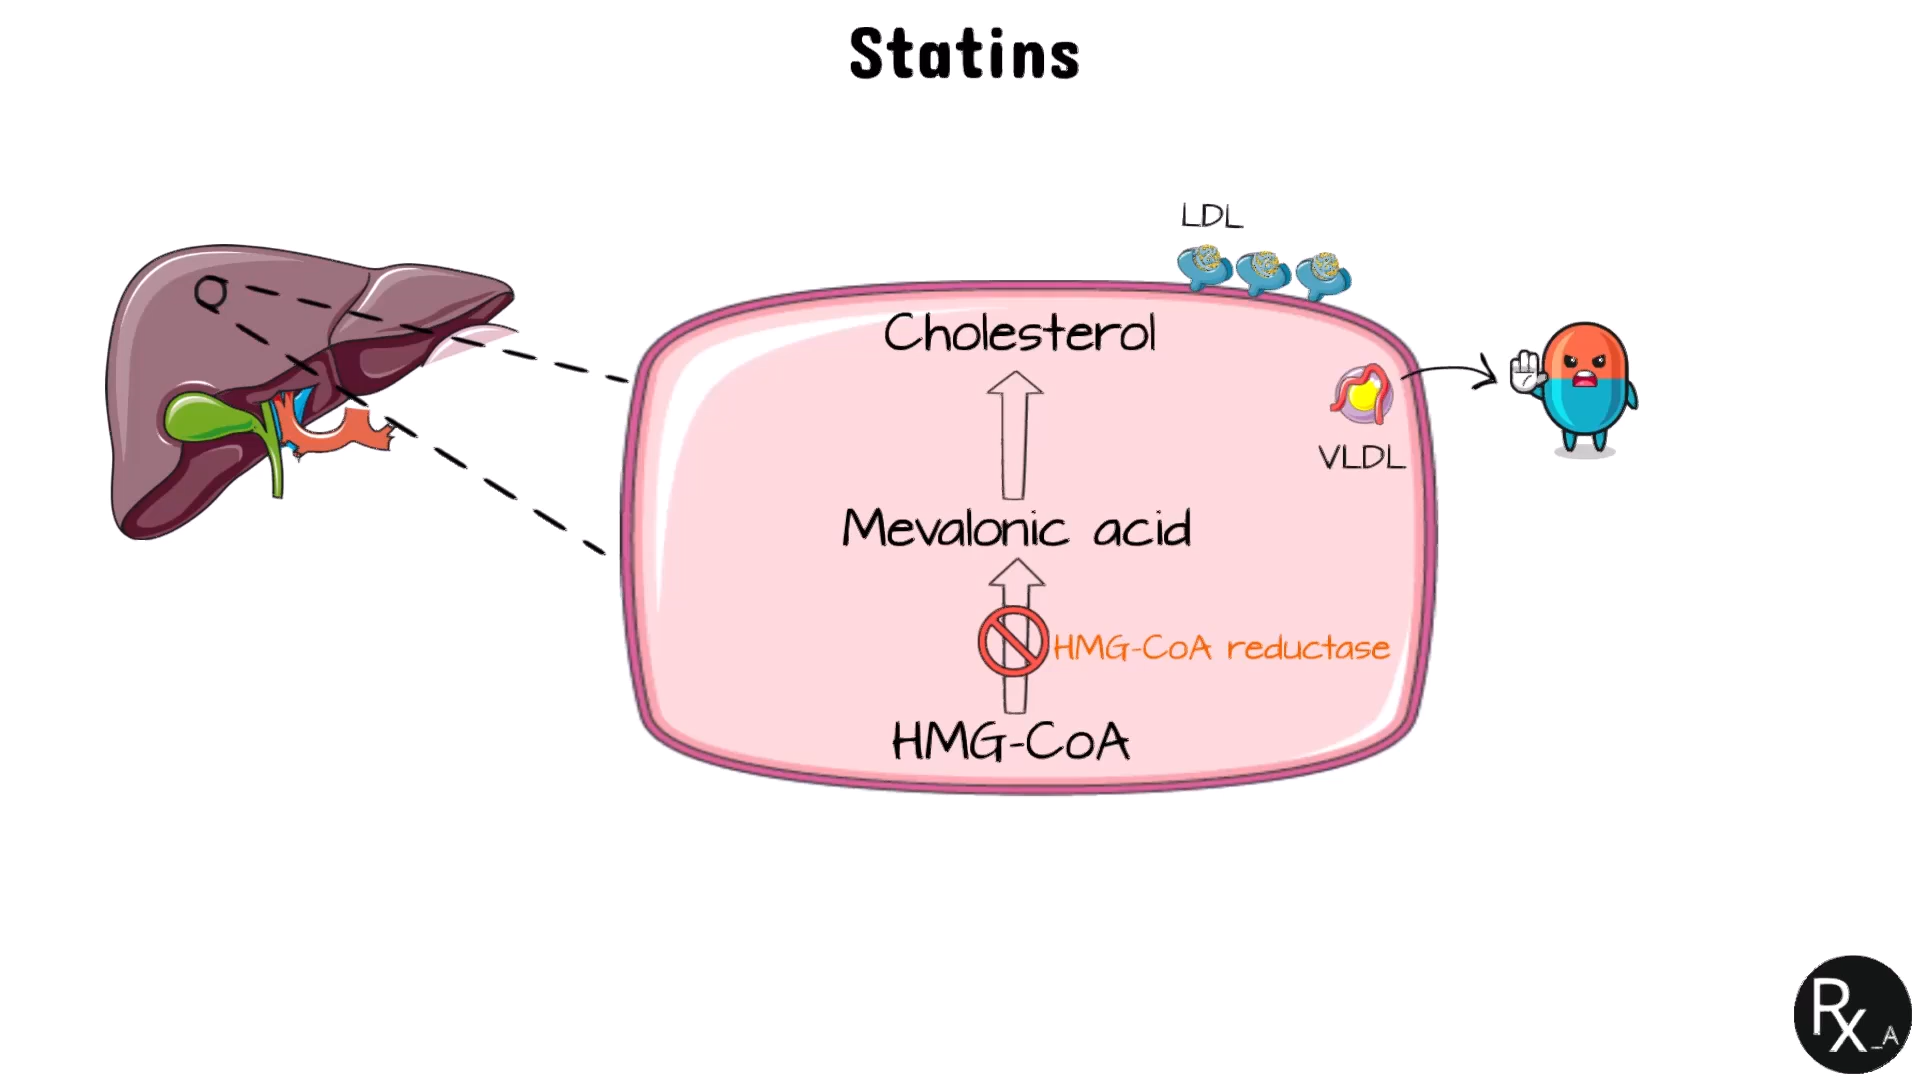 Statins
LDL
Cholesterol
VLDL
Mevalonic acid
HMG-CoA reductase
HMG-CoA
Rx_A